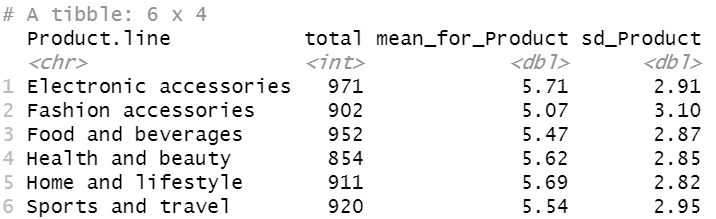 # A tibble: 6 x 4
Product.line total mean_for_Product sd_Product
<chr> <int> <dbl> <dbl>
1 Electronic accessories 971 5.71 2.91
2 Fashion accessories 902 5.07 3.10
3 Food and beverages 952 5.47 2.87
4 Health and beauty 854 5.62 2.85
5 Home and lifestyle 911 5.69 2.82
6 Sports and travel 920 5.54 2.95